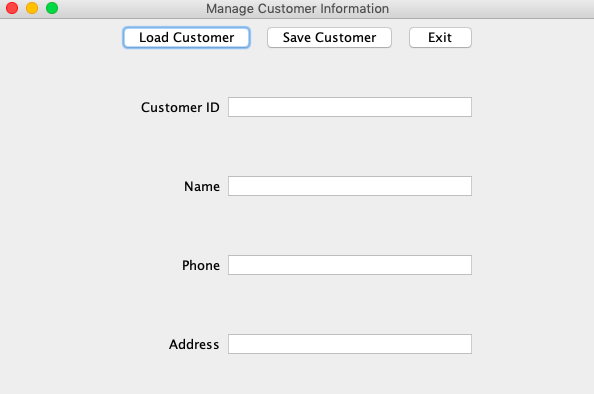 Manage Customer Information
Load Customer Save Customer Exit
Customer ID
Name
Phone
Address